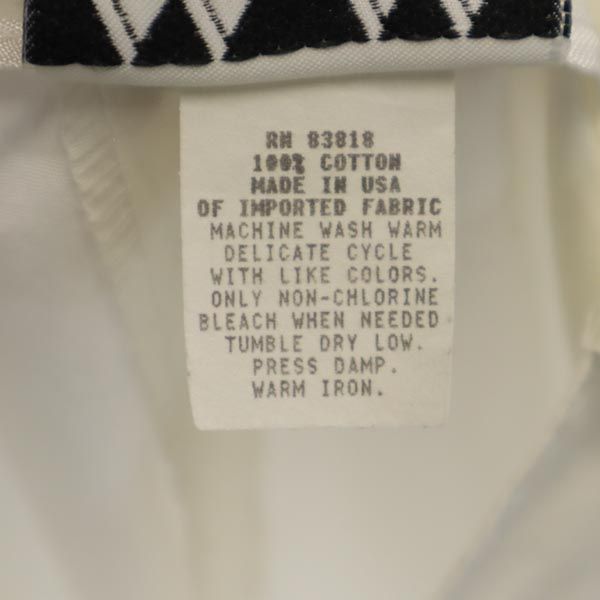 RN 83818
100% COTTON
MADE IN USA
OF IMPORTED FABRIC
MACHINE WASH WARM
DELICATE CYCLE
WITH LIKE COLORS.
ONLY NON-CHLORINE
BLEACH WHEN NEEDED
TUMBLE DRY LOW.
PRESS DAMP.
WARM IRON.